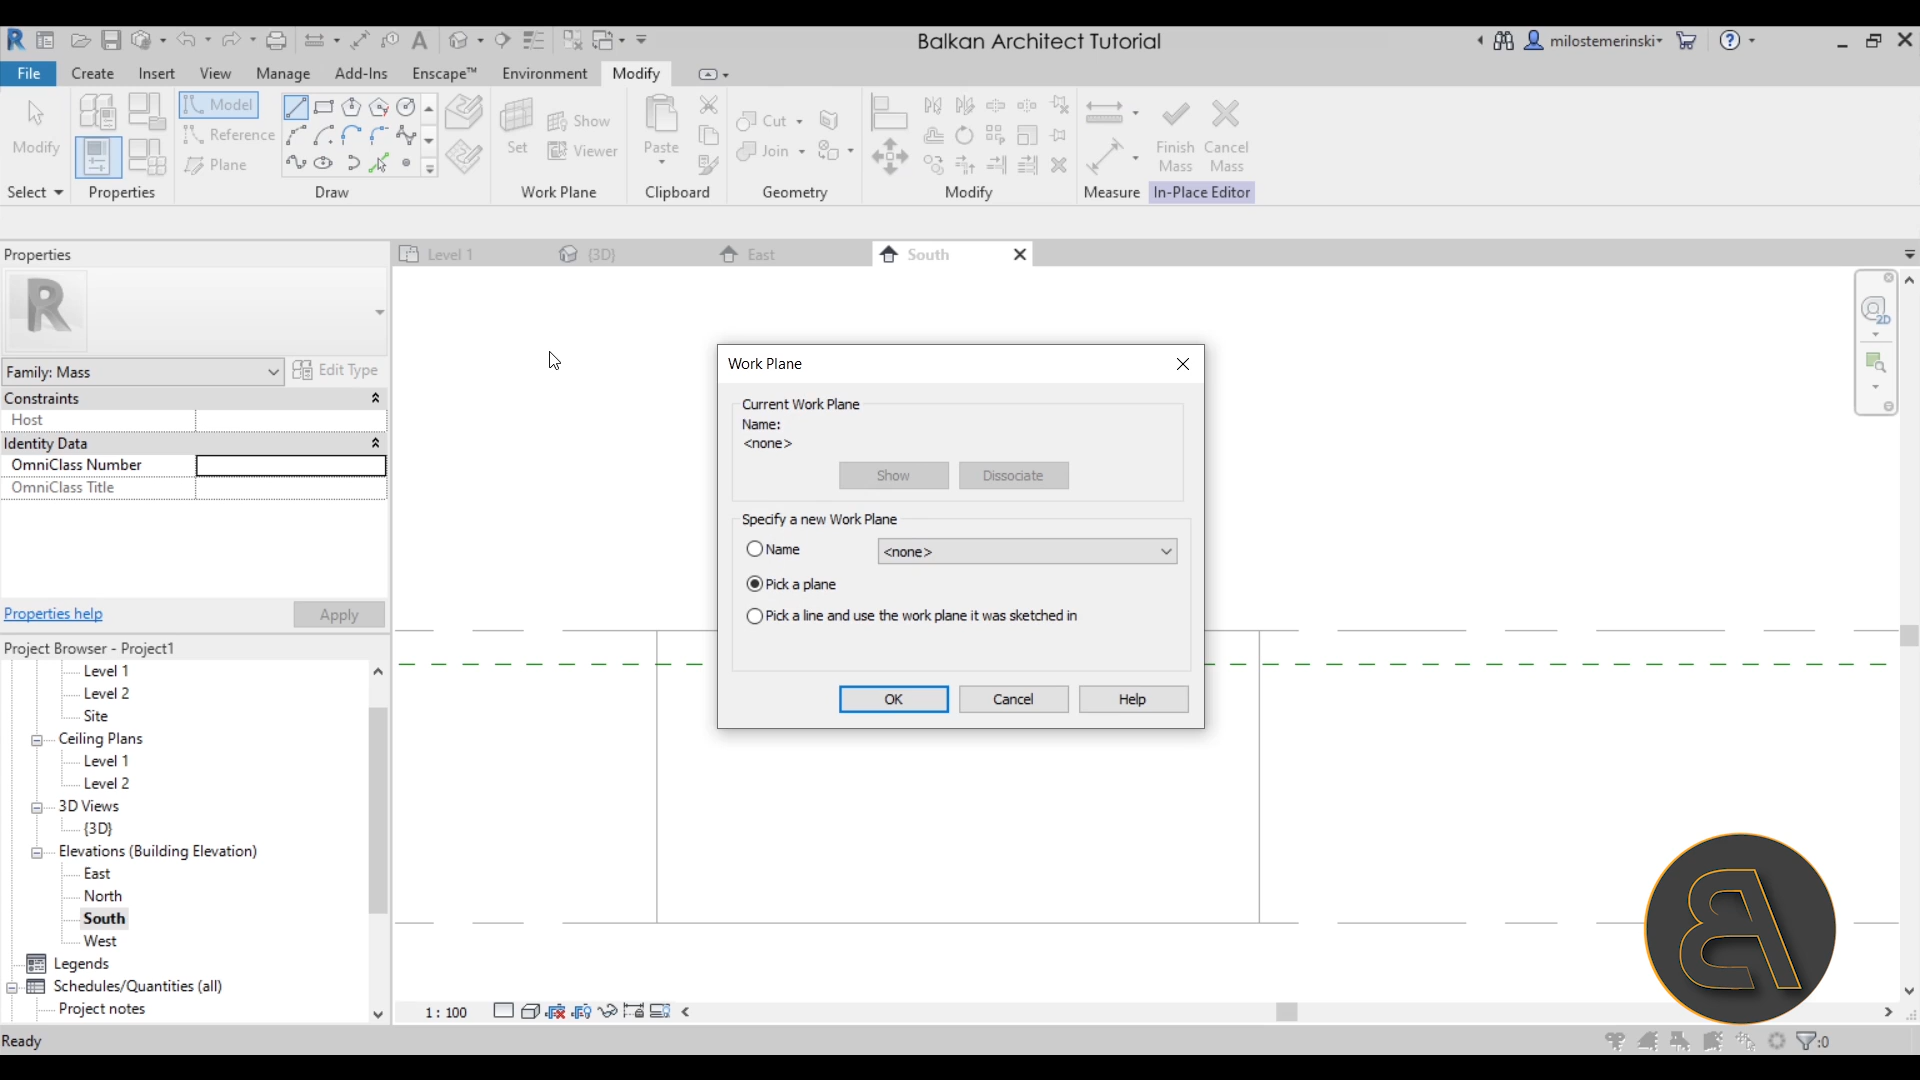 Balkan Architect Tutorial
milostemerinski
File
Create
Insert
View
Manage
Add-Ins
Enscape™
Environment
Modify
Modify
Model
Reference
Plane
Set
Show
Viewer
Paste
Cut
Join
Finish Mass
Cancel Mass
Select
Properties
Draw
Work Plane
Clipboard
Geometry
Modify
Measure
In-Place Editor
Properties
Level 1
{3D}
East
South
R
Family: Mass
Edit Type
Constraints
Host
Identity Data
OmniClass Number
OmniClass Title
Properties help
Apply
Work Plane
Current Work Plane
Name:
<none>
Show
Dissociate
Specify a new Work Plane
Name
<none>
Pick a plane
Pick a line and use the work plane it was sketched in
OK
Cancel
Help
2D
Project Browser - Project1
Level 1
Level 2
Site
Ceiling Plans
Level 1
Level 2
3D Views
{3D}
Elevations (Building Elevation)
East
North
South
West
Legends
Schedules/Quantities (all)
Project notes
1 : 100
Ready
:0